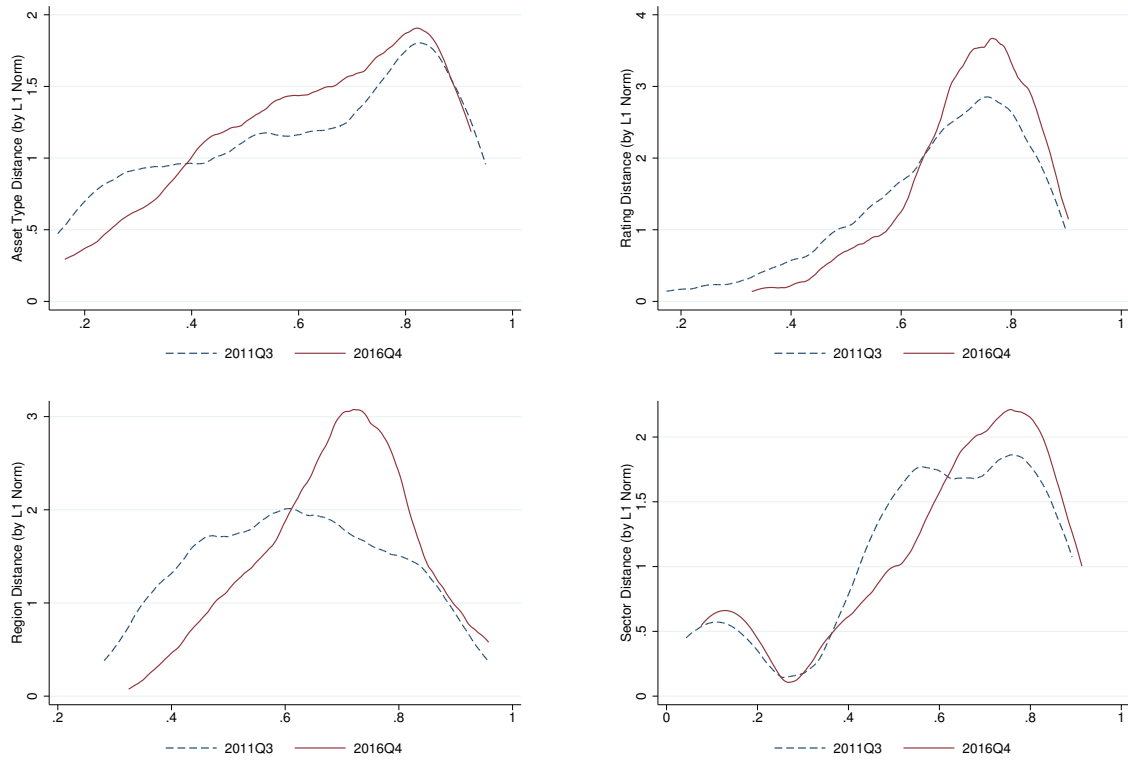 Asset Type Distance (by L1 Norm)
2
1.5
1
.5
0
.2 .4 .6 .8 1
2011Q3 2016Q4
Rating Distance (by L1 Norm)
4
3
2
1
0
.2 .4 .6 .8 1
2011Q3 2016Q4
Region Distance (by L1 Norm)
3
2
1
0
.2 .4 .6 .8 1
2011Q3 2016Q4
Sector Distance (by L1 Norm)
2
1.5
1
.5
0
0 .2 .4 .6 .8 1
2011Q3 2016Q4